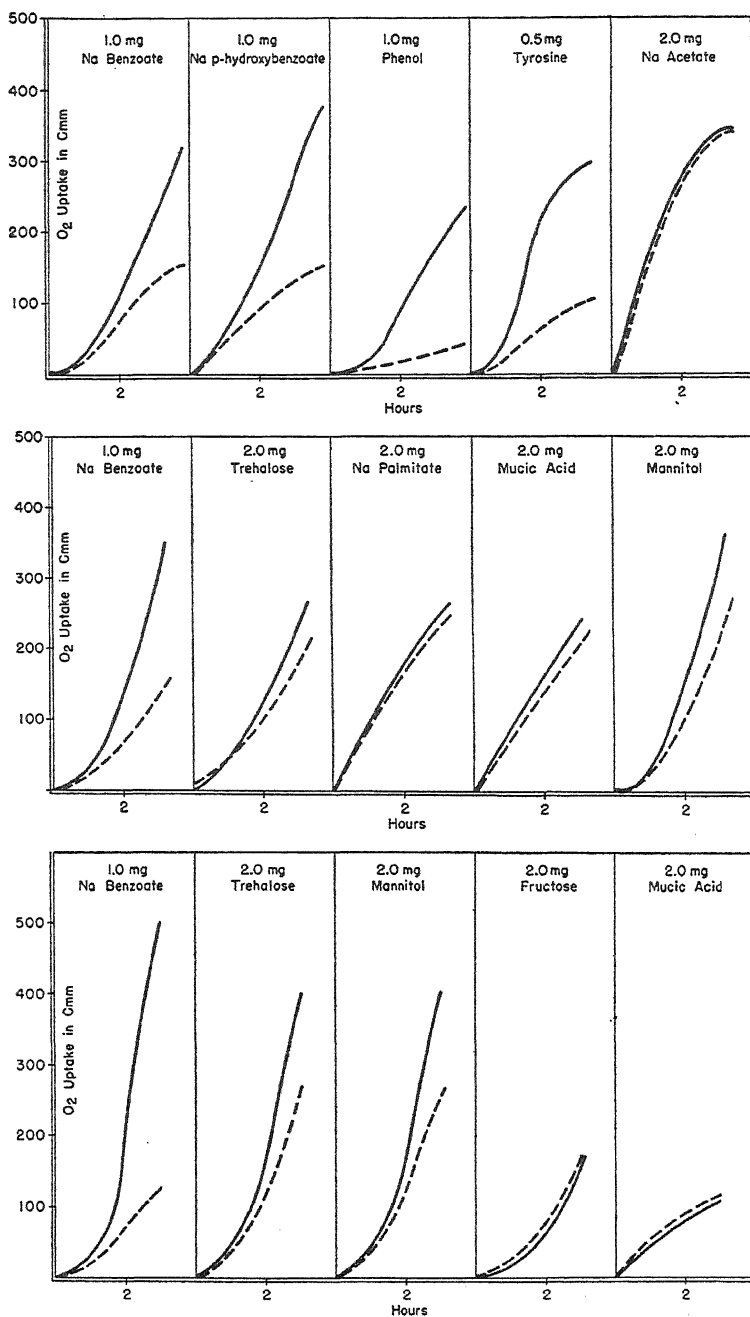 500
400
300
200
100
O2 Uptake in Cmm
1.0 mg
Na Benzoate
1.0 mg
Na p-hydroxybenzoate
1.0mg
Phenol
0.5mg
Tyrosine
2.0 mg
Na Acetate
2
2
2
2
2
Hours
500
400
300
200
100
O2 Uptake in Cmm
1.0 mg
Na Benzoate
2.0 mg
Trehalose
2.0 mg
Na Palmitate
2.0 mg
Mucic Acid
2.0 mg
Mannitol
2
2
2
2
2
Hours
500
400
300
200
100
O2 Uptake in Cmm
1.0 mg
Na Benzoate
2.0 mg
Trehalose
2.0 mg
Mannitol
2.0 mg
Fructose
2.0 mg
Mucic Acid
2
2
2
2
2
Hours